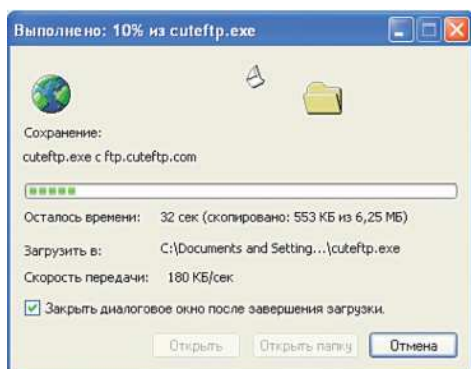 Выполнено: 10% из cuteftp.exe
Сохранение:
cuteftp.exe с ftp.cuteftp.com
Осталось времени: 32 сек (скопировано: 553 КБ из 6,25 МБ)
Загрузить в: C:\Documents and Setting...\cuteftp.exe
Скорость передачи: 180 КБ/сек
Закрыть диалоговое окно после завершения загрузки.
Открыть Открыть папку Отмена